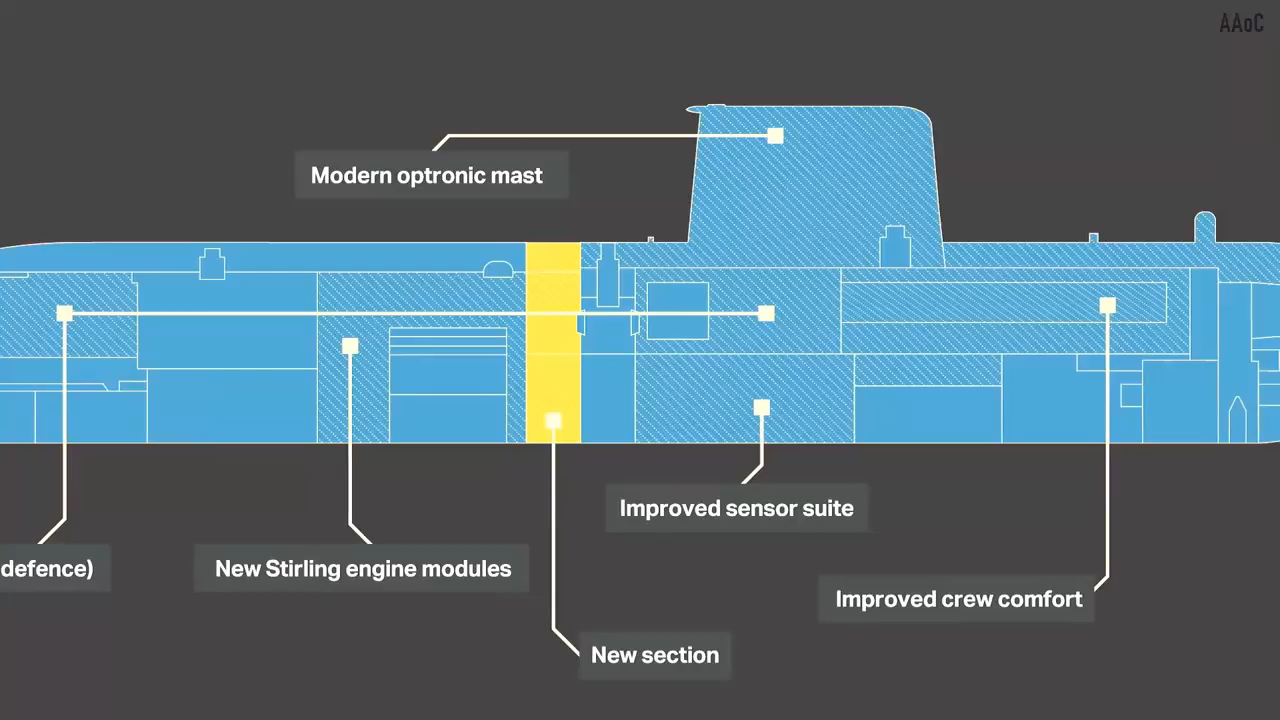 AAoC
Modern optronic mast
Improved sensor suite
defence)
New Stirling engine modules
Improved crew comfort
New section